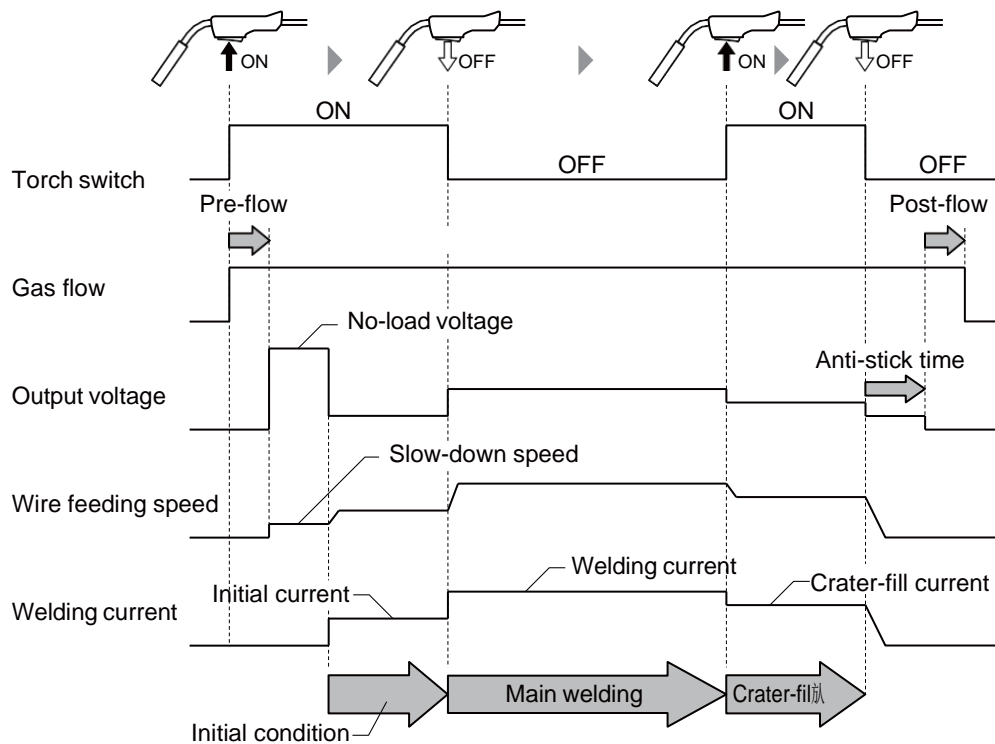 ON
OFF
ON
OFF
ON
ON
Torch switch
OFF
OFF
Pre-flow
Post-flow
Gas flow
No-load voltage
Anti-stick time
Output voltage
Slow-down speed
Wire feeding speed
Welding current
Initial current
Crater-fill current
Welding current
Main welding
Initial condition